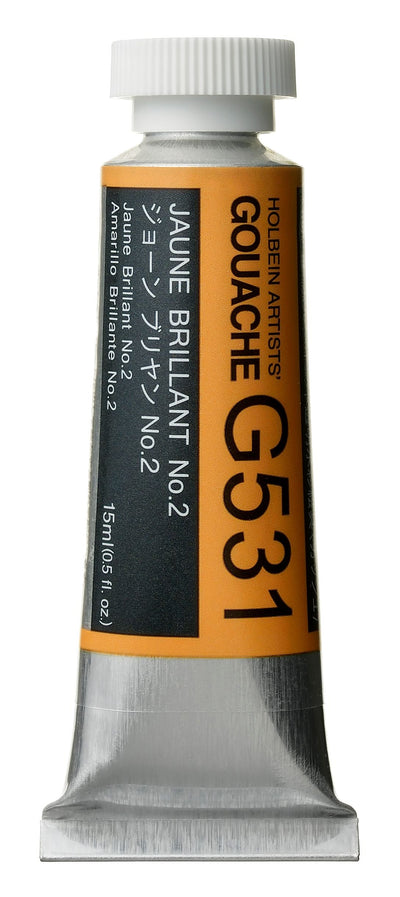 HOLBEIN ARTISTS'
GOUACHE G531
JAUNE BRILLANT No.2
ジョーン ブリヤン No.2
Jaune Brillant No.2
Amarillo Brillante No.2
15ml(0.5 fl. oz.)